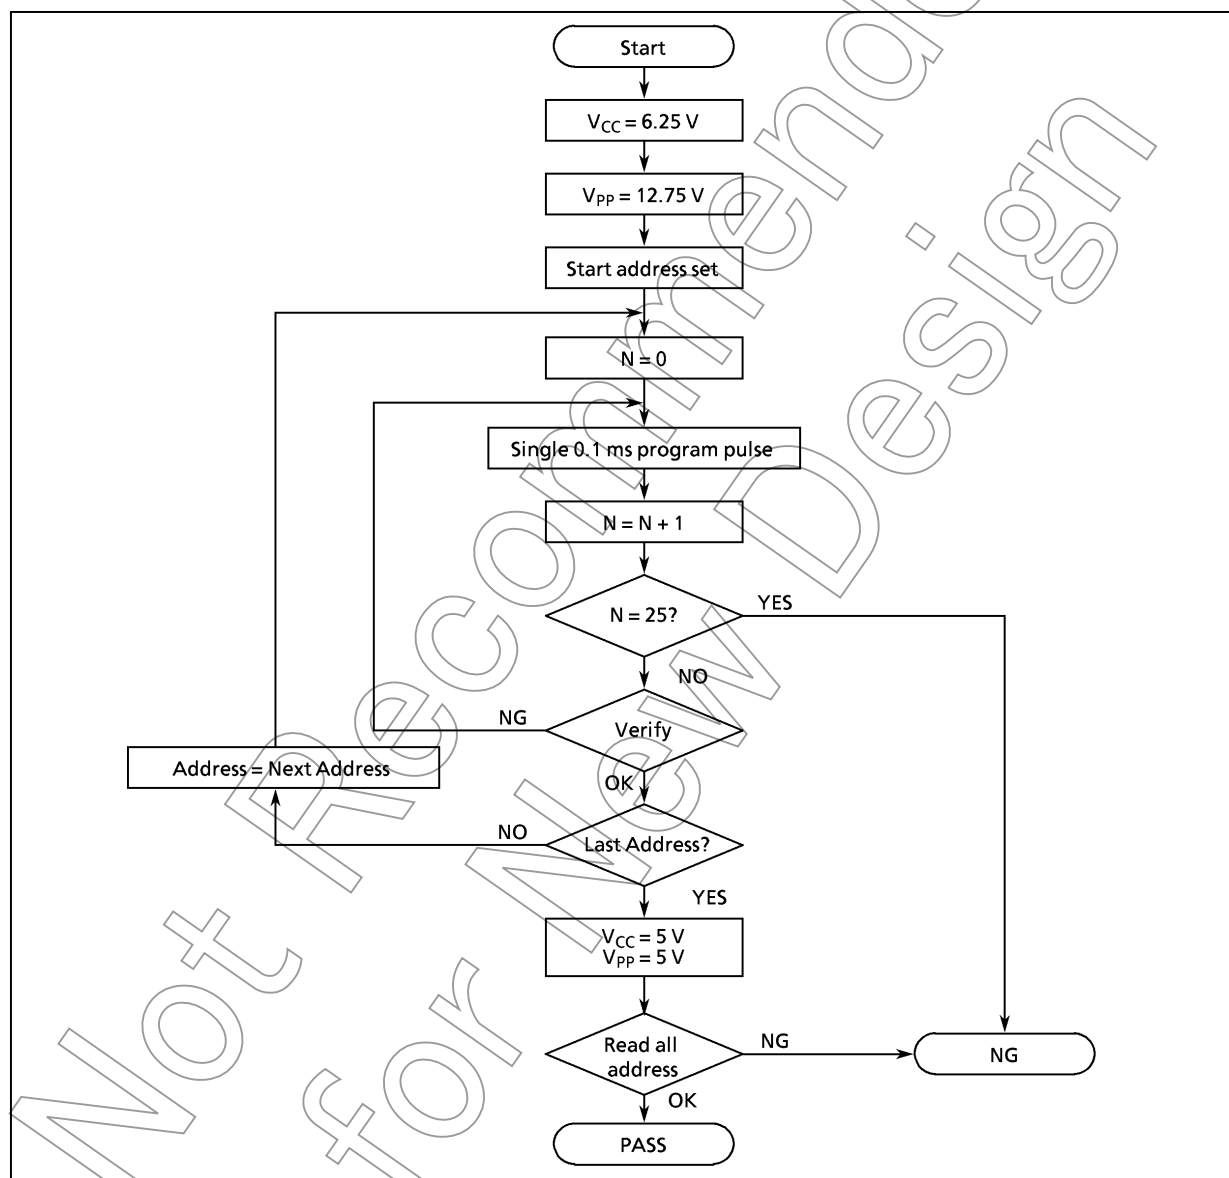 Start
V_CC = 6.25 V
V_PP = 12.75 V
Start address set
N = 0
Single 0.1 ms program pulse
N = N + 1
N = 25?
YES
NO
Verify
NG
OK
Address = Next Address
Last Address?
NO
YES
V_CC = 5 V
V_PP = 5 V
Read all
address
NG
NG
OK
PASS
Not Recommende
for New Design